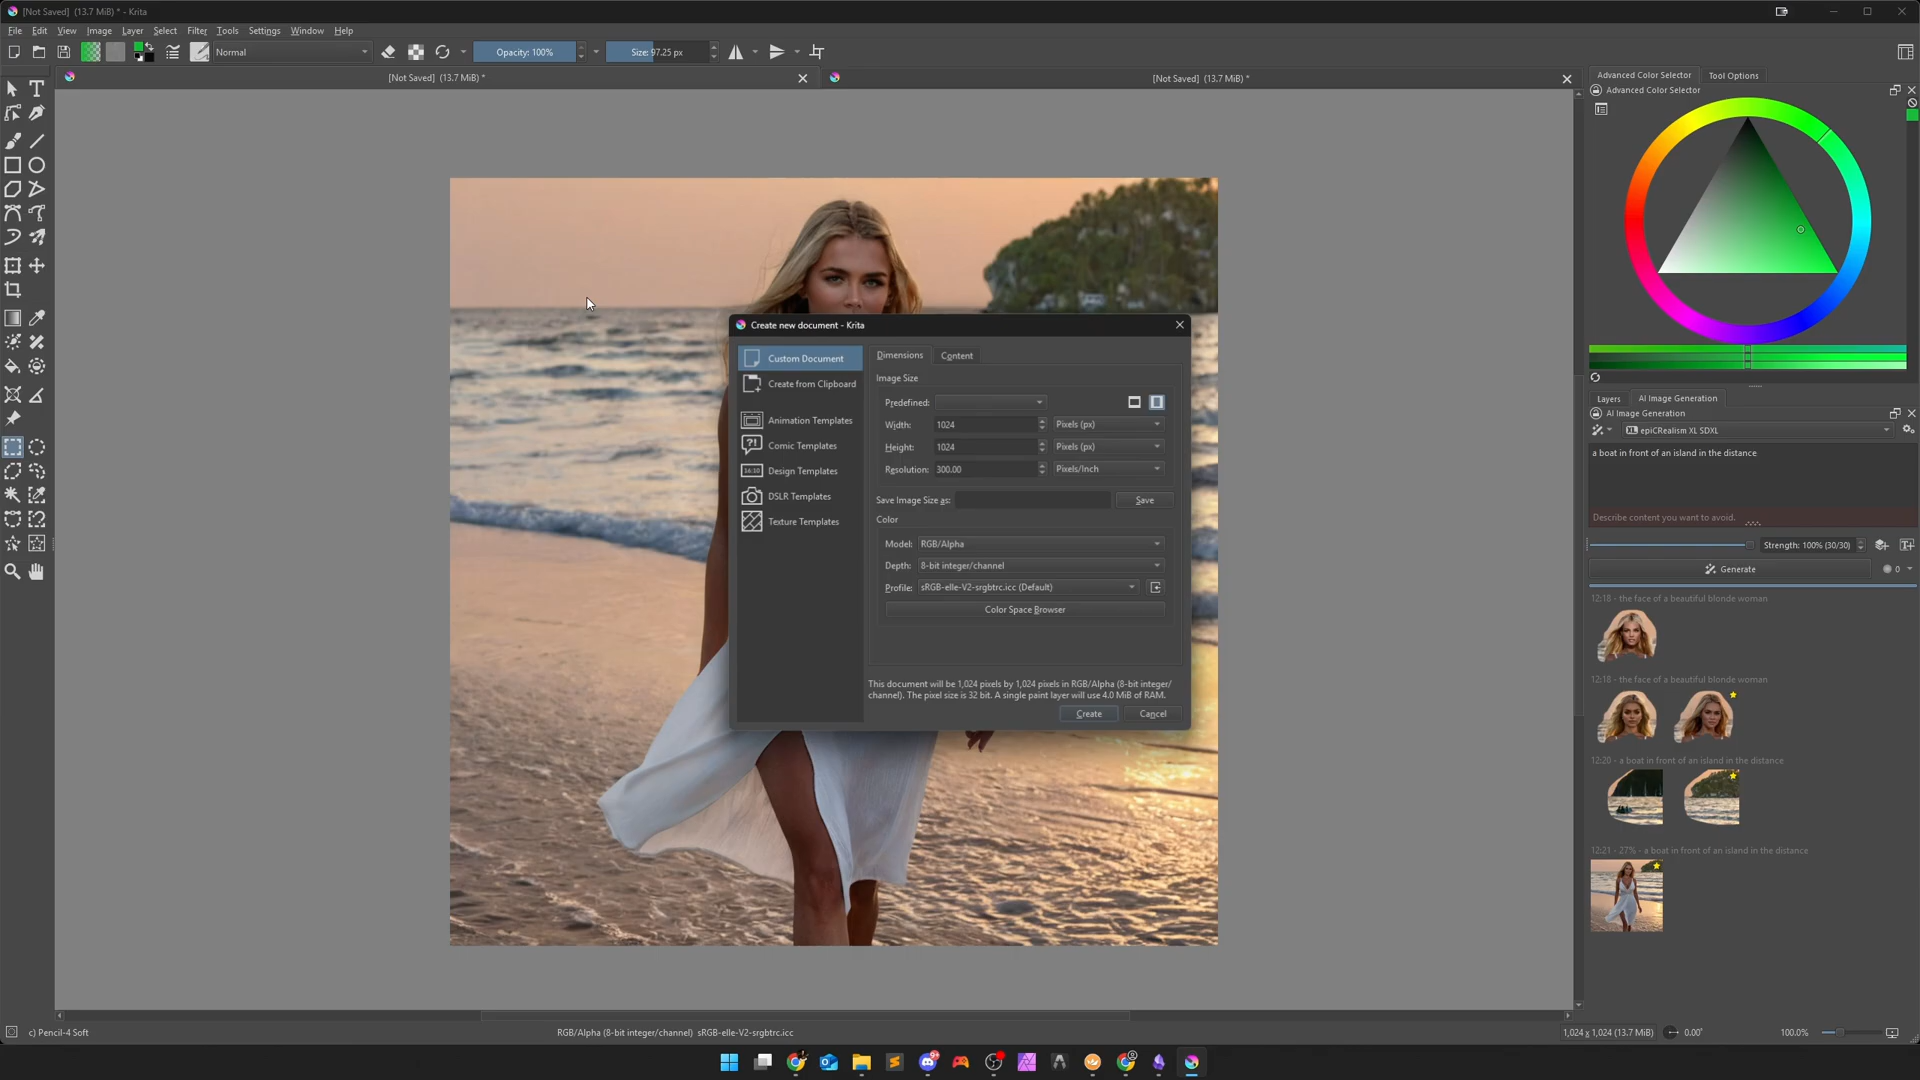 [Not Saved]  (13.7 MiB) * - Krita
File Edit View Image Layer Select Filter Tools Settings Window Help
Normal
Opacity: 100%
Size: 97.25 px
[Not Saved]  (13.7 MiB) *
[Not Saved]  (13.7 MiB) *
Advanced Color Selector
Tool Options
Advanced Color Selector
Create new document - Krita
Custom Document
Create from Clipboard
Animation Templates
Comic Templates
Design Templates
DSLR Templates
Texture Templates
Dimensions
Content
Image Size
Predefined:
Width: 1024 Pixels (px)
Height: 1024 Pixels (px)
Resolution: 300.00 Pixels/Inch
Save Image Size as:
Save
Color
Model: RGB/Alpha
Depth: 8-bit integer/channel
Profile: sRGB-elle-V2-srgbtrc.icc (Default)
Color Space Browser
This document will be 1,024 pixels by 1,024 pixels in RGB/Alpha (8-bit integer/
channel). The pixel size is 32 bit. A single paint layer will use 4.0 MiB of RAM.
Create
Cancel
Layers
AI Image Generation
AI Image Generation
XL epiCRealism XL SDXL
a boat in front of an island in the distance
Describe content you want to avoid.
Strength: 100% (30/30)
Generate
0
12:18 - the face of a beautiful blonde woman
12:18 - the face of a beautiful blonde woman
12:20 - a boat in front of an island in the distance
12:21 - 27% - a boat in front of an island in the distance
c) Pencil-4 Soft
RGB/Alpha (8-bit integer/channel)  sRGB-elle-V2-srgbtrc.icc
1,024 x 1,024 (13.7 MiB)
0.00°
100.0%